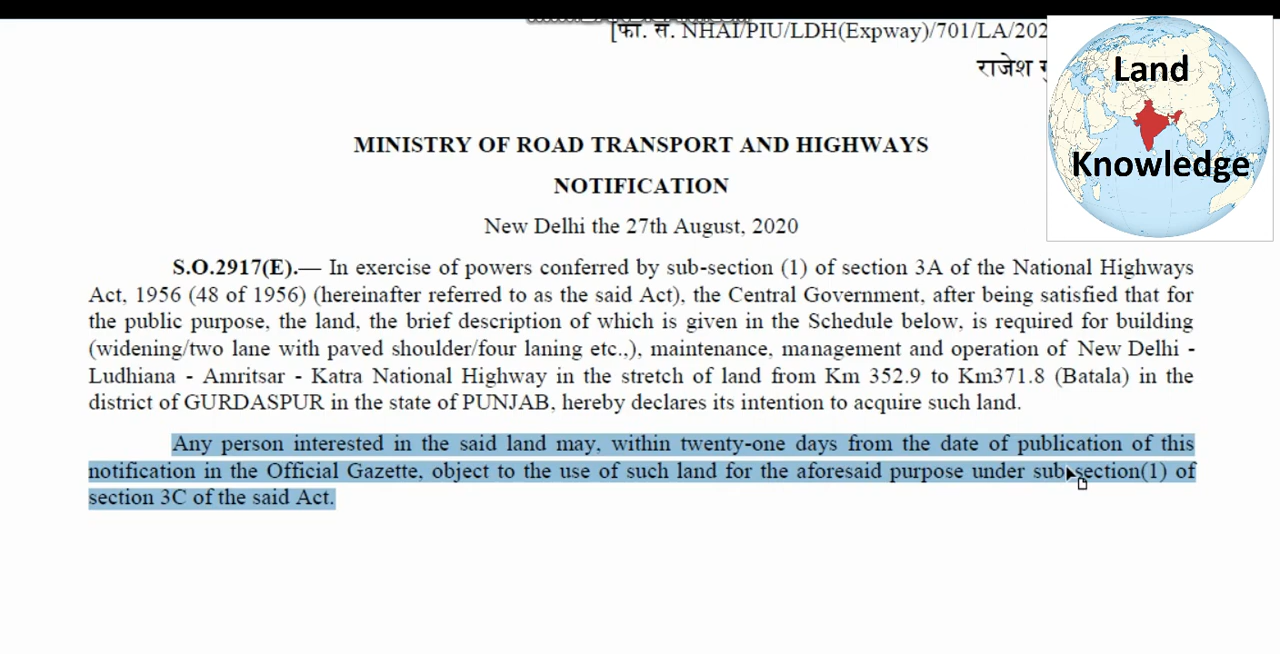 [फा. स. NHAI/PIU/LDH(Expway)/701/LA/202
राजेश
Land
Knowledge
MINISTRY OF ROAD TRANSPORT AND HIGHWAYS
NOTIFICATION
New Delhi the 27th August, 2020
S.O.2917(E).— In exercise of powers conferred by sub-section (1) of section 3A of the National Highways
Act, 1956 (48 of 1956) (hereinafter referred to as the said Act), the Central Government, after being satisfied that for
the public purpose, the land, the brief description of which is given in the Schedule below, is required for building
(widening/two lane with paved shoulder/four laning etc.,), maintenance, management and operation of New Delhi -
Ludhiana - Amritsar - Katra National Highway in the stretch of land from Km 352.9 to Km371.8 (Batala) in the
district of GURDASPUR in the state of PUNJAB, hereby declares its intention to acquire such land.
Any person interested in the said land may, within twenty-one days from the date of publication of this
notification in the Official Gazette, object to the use of such land for the aforesaid purpose under sub-section(1) of
section 3C of the said Act.